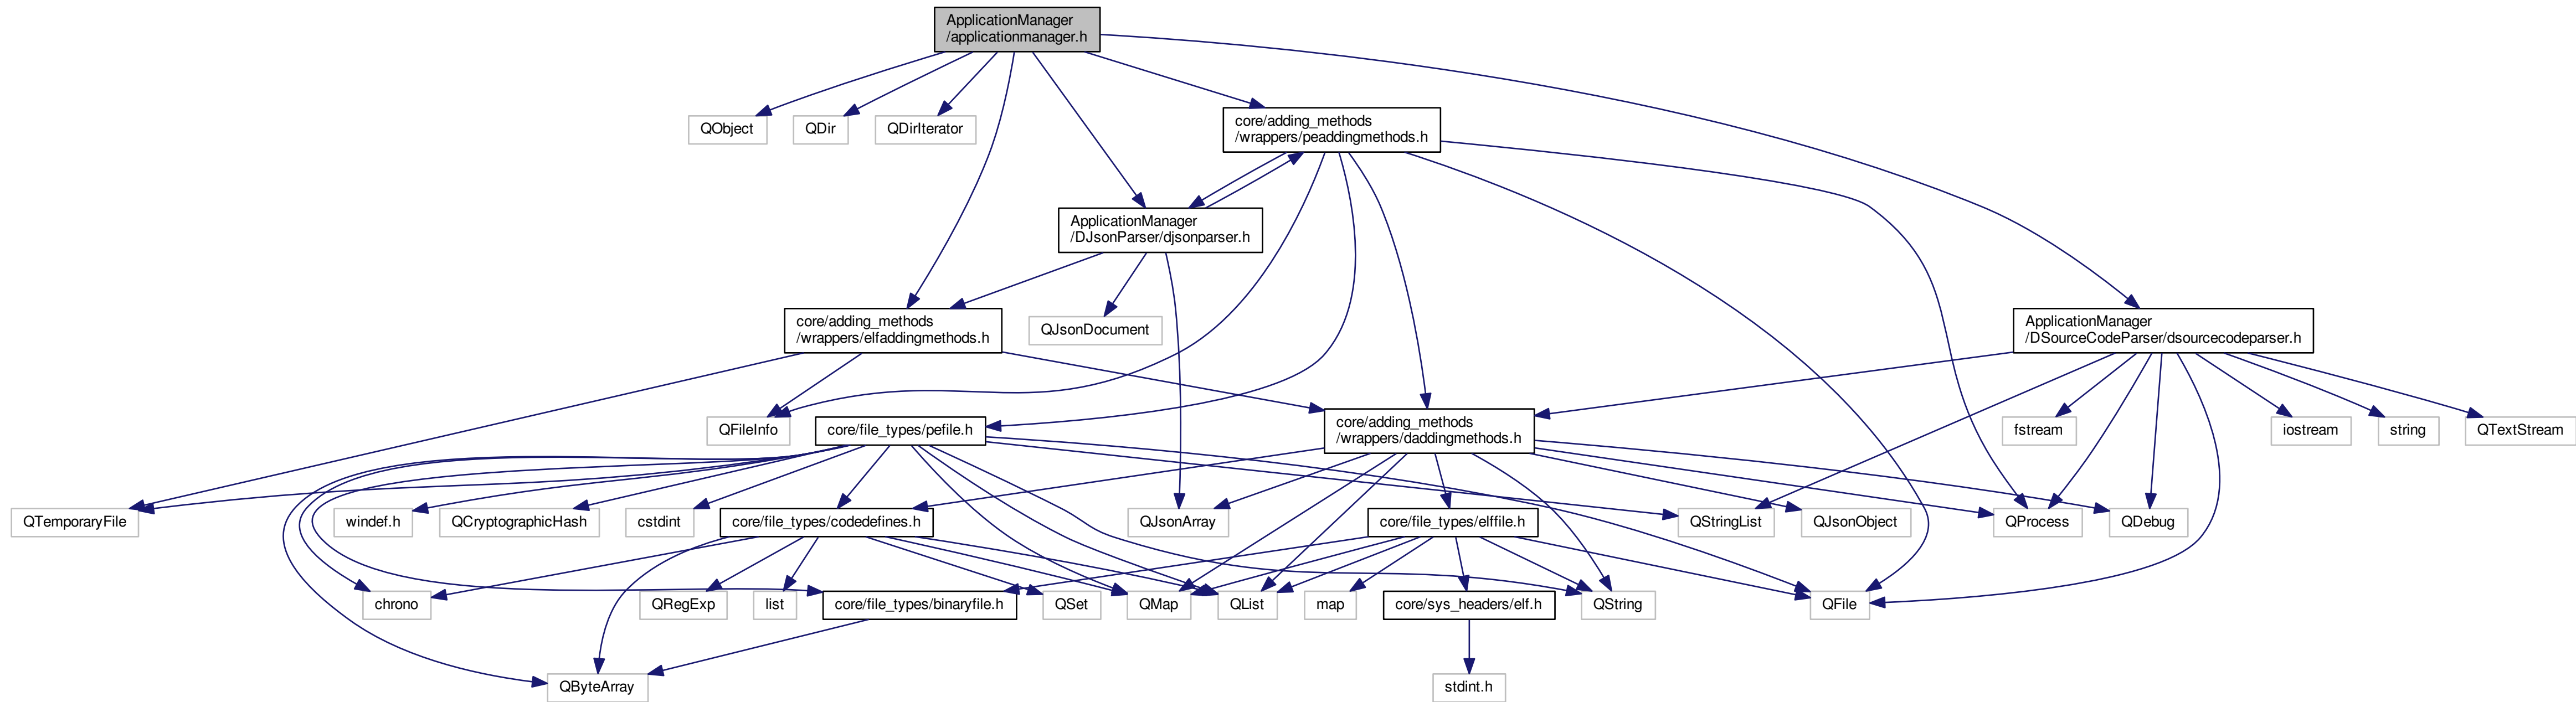 ApplicationManager
/applicationmanager.h
QObject
QDir
QDirIterator
core/adding_methods
/wrappers/peaddingmethods.h
ApplicationManager
/DJsonParser/djsonparser.h
core/adding_methods
/wrappers/elfaddingmethods.h
QJsonDocument
ApplicationManager
/DSourceCodeParser/dsourcecodeparser.h
QFileInfo
core/file_types/pefile.h
core/adding_methods
/wrappers/daddingmethods.h
fstream
iostream
string
QTextStream
QTemporaryFile
windef.h
QCryptographicHash
cstdint
core/file_types/codedefines.h
QJsonArray
core/file_types/elffile.h
QStringList
QJsonObject
QProcess
QDebug
chrono
QRegExp
list
core/file_types/binaryfile.h
QSet
QMap
QList
map
core/sys_headers/elf.h
QString
QFile
QByteArray
stdint.h